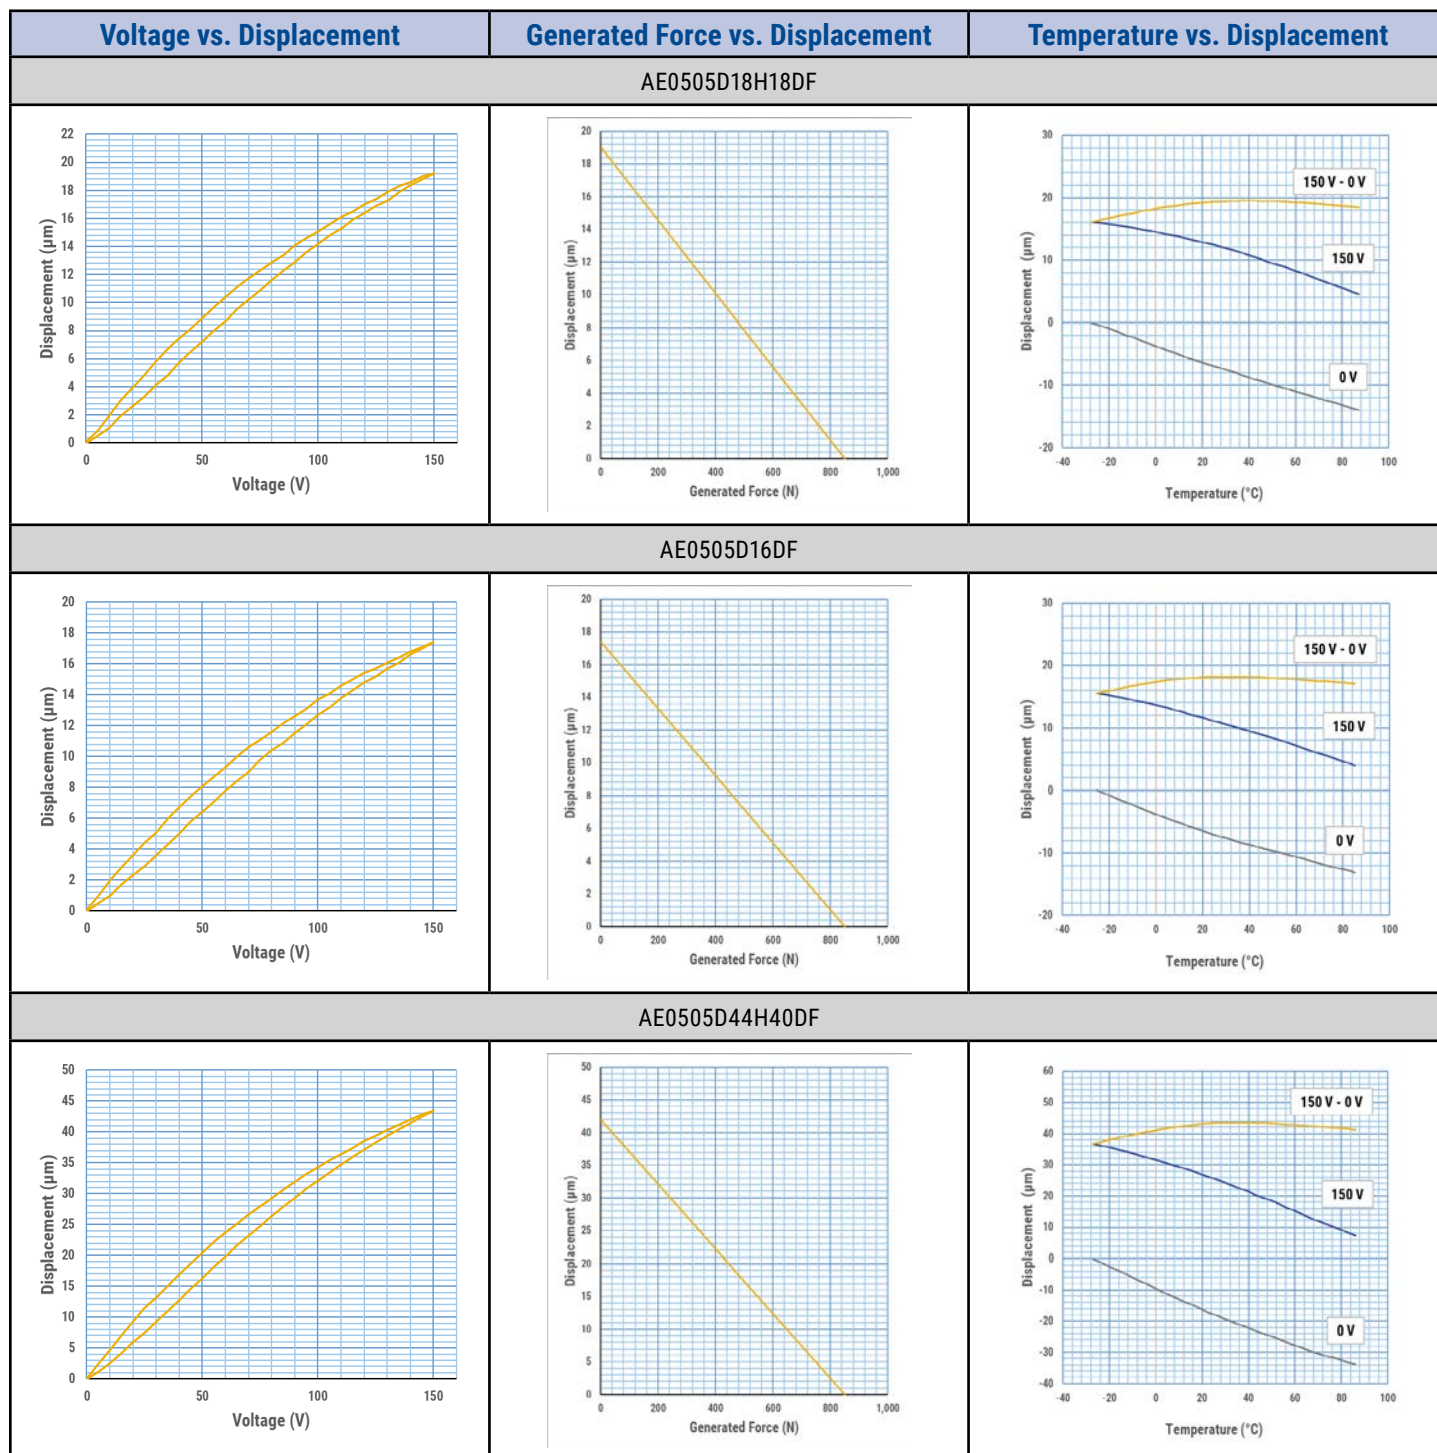 Voltage vs. Displacement
Generated Force vs. Displacement
Temperature vs. Displacement
AE0505D18H18DF
22
20
18
16
14
12
10
8
6
4
2
0
0 50 100 150
Displacement (µm)
Voltage (V)
20
18
16
14
12
10
8
6
4
2
0
0 200 400 600 800 1,000
Displacement (µm)
Generated Force (N)
30
20
10
0
-10
-20
-40 -20 0 20 40 60 80 100
Displacement (µm)
Temperature (°C)
150 V - 0 V
150 V
0 V
AE0505D16DF
20
18
16
14
12
10
8
6
4
2
0
0 50 100 150
Displacement (µm)
Voltage (V)
20
18
16
14
12
10
8
6
4
2
0
0 200 400 600 800 1,000
Displacement (µm)
Generated Force (N)
30
20
10
0
-10
-20
-40 -20 0 20 40 60 80 100
Displacement (µm)
Temperature (°C)
150 V - 0 V
150 V
0 V
AE0505D44H40DF
50
45
40
35
30
25
20
15
10
5
0
0 50 100 150
Displacement (µm)
Voltage (V)
50
45
40
35
30
25
20
15
10
5
0
0 200 400 600 800 1,000
Displacement (µm)
Generated Force (N)
60
50
40
30
20
10
0
-10
-20
-30
-40
-40 -20 0 20 40 60 80 100
Displacement (µm)
Temperature (°C)
150 V - 0 V
150 V
0 V